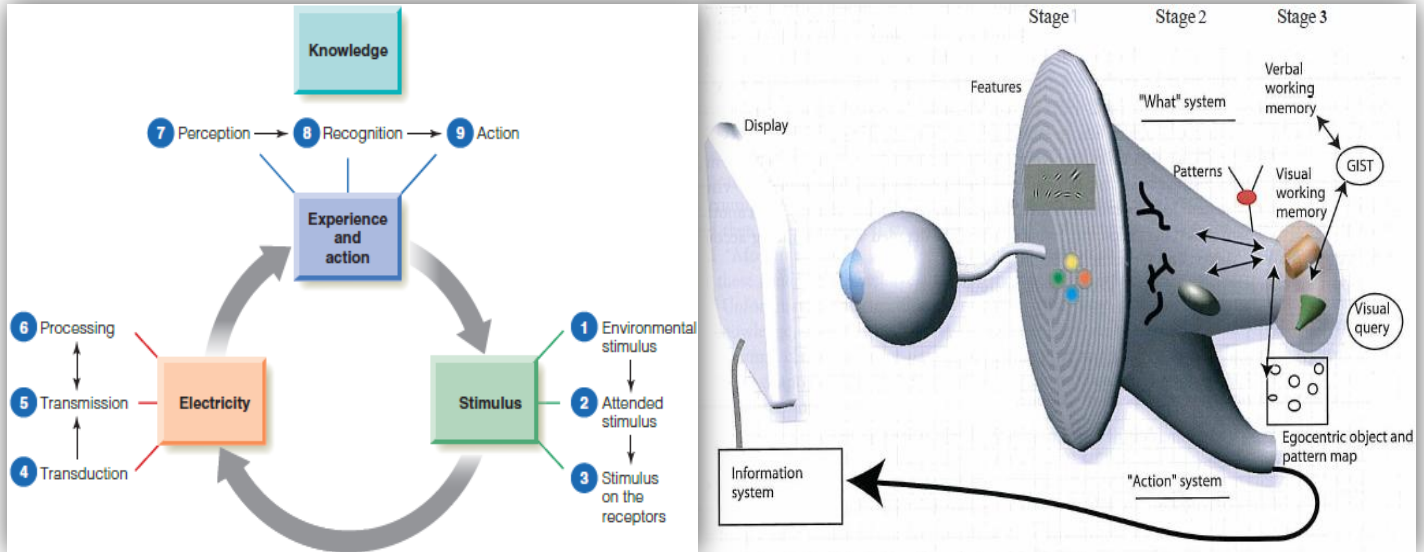 Knowledge
7 Perception 8 Recognition 9 Action
Experience
and
action
6 Processing
5 Transmission
4 Transduction
Electricity
Stimulus
1 Environmental
stimulus
2 Attended
stimulus
3 Stimulus
on the
receptors
Stage 1
Stage 2
Stage 3
Features
Display
"What" system
Verbal
working
memory
GIST
Patterns
Visual
working
memory
Visual
query
Egocentric object and
pattern map
Information
system
"Action" system